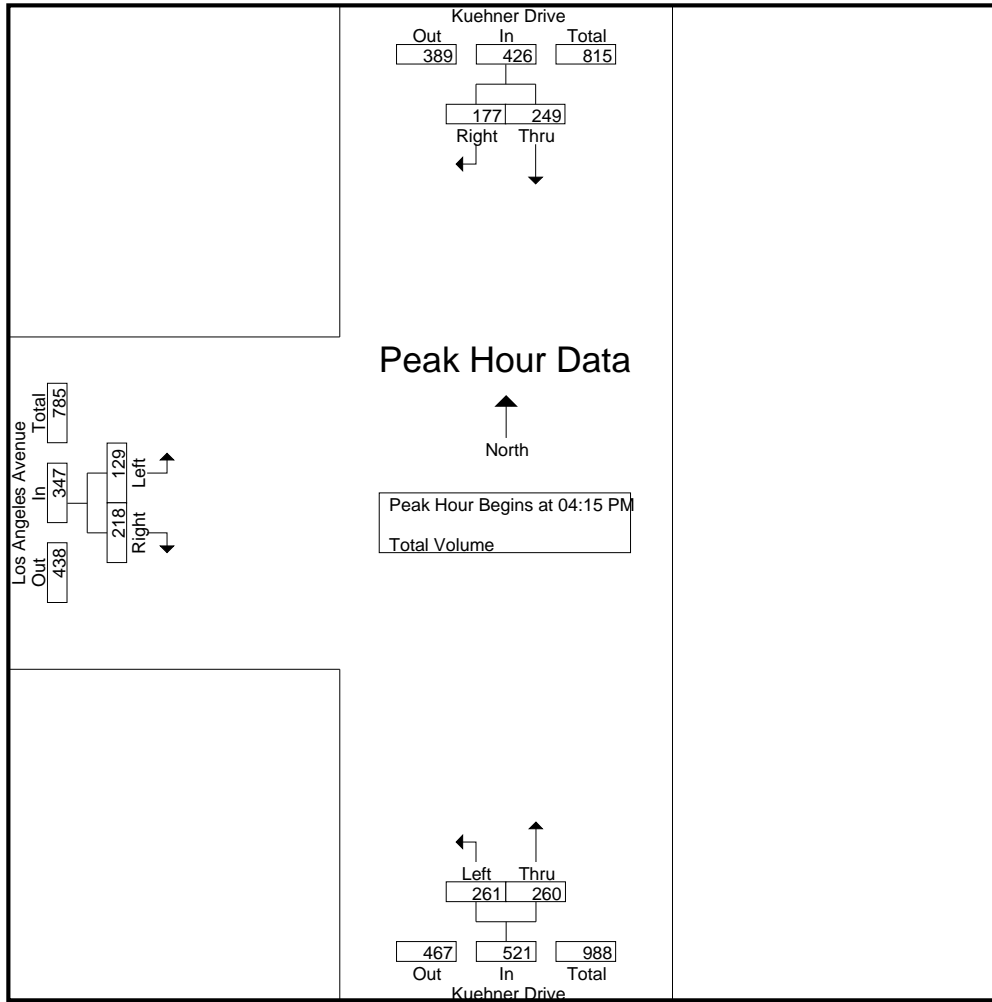 Kuehner Drive
Out In Total
389 426 815
177 249
Right Thru
Peak Hour Data
North
Peak Hour Begins at 04:15 PM
Total Volume
Los Angeles Avenue
Out In Total
438 347 785
218 129
Right Left
Left Thru
261 260
467 521 988
Out In Total
Kuehner Drive